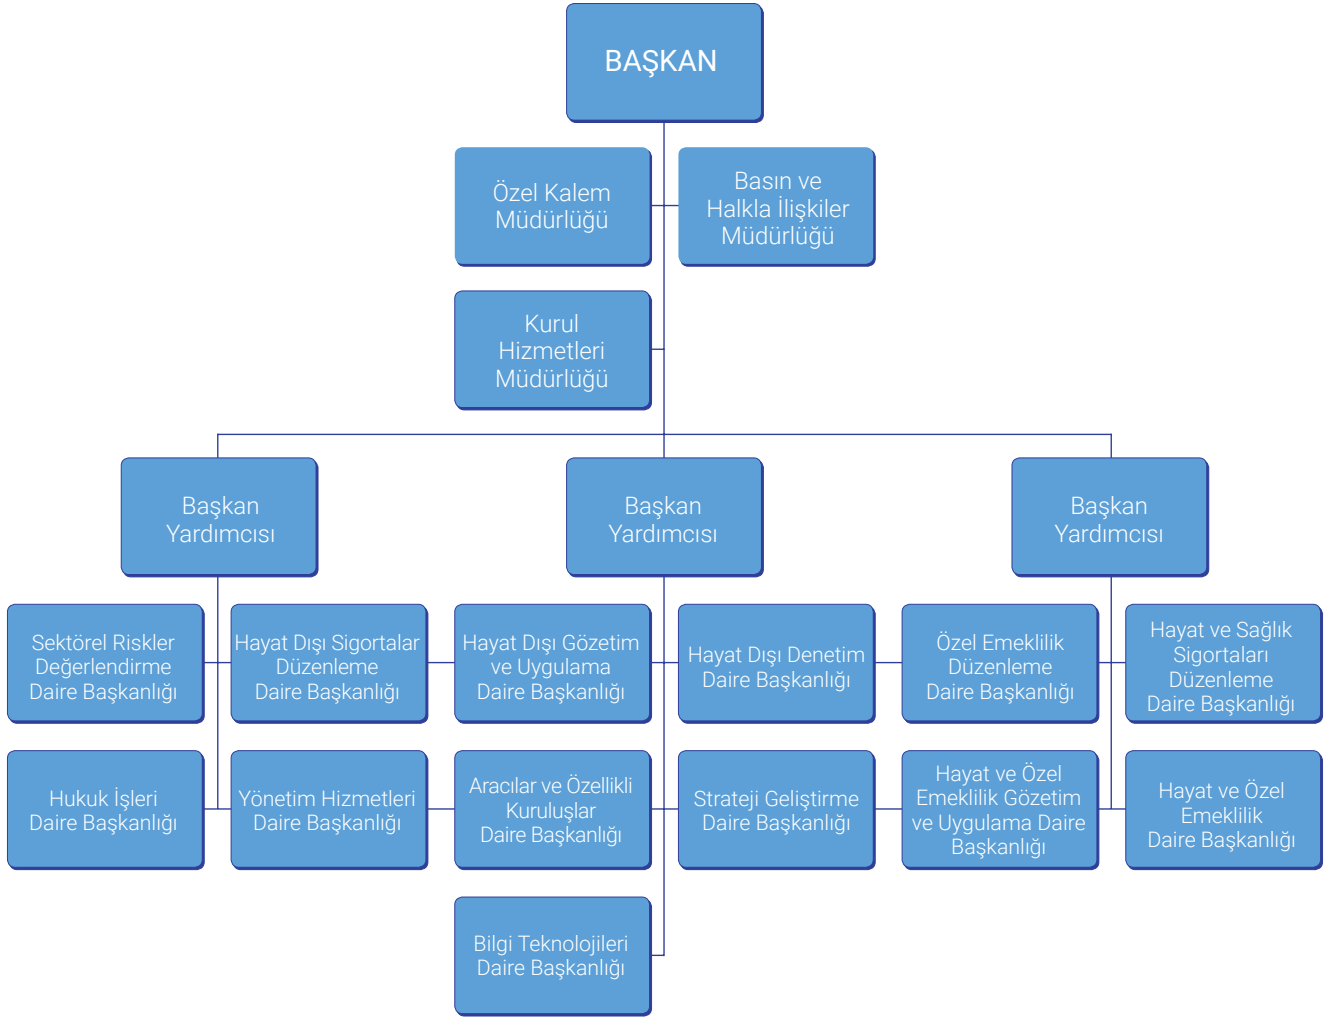 BAŞKAN
Özel Kalem
Müdürlüğü
Basın ve
Halkla İlişkiler
Müdürlüğü
Kurul
Hizmetleri
Müdürlüğü
Başkan
Yardımcısı
Başkan
Yardımcısı
Başkan
Yardımcısı
Sektörel Riskler
Değerlendirme
Daire Başkanlığı
Hayat Dışı Sigortalar
Düzenleme
Daire Başkanlığı
Hayat Dışı Gözetim
ve Uygulama
Daire Başkanlığı
Hayat Dışı Denetim
Daire Başkanlığı
Özel Emeklilik
Düzenleme
Daire Başkanlığı
Hayat ve Sağlık
Sigortaları
Düzenleme
Daire Başkanlığı
Hukuk İşleri
Daire Başkanlığı
Yönetim Hizmetleri
Daire Başkanlığı
Aracılar ve Özellikli
Kuruluşlar
Daire Başkanlığı
Strateji Geliştirme
Daire Başkanlığı
Hayat ve Özel
Emeklilik Gözetim
ve Uygulama Daire
Başkanlığı
Hayat ve Özel
Emeklilik
Daire Başkanlığı
Bilgi Teknolojileri
Daire Başkanlığı